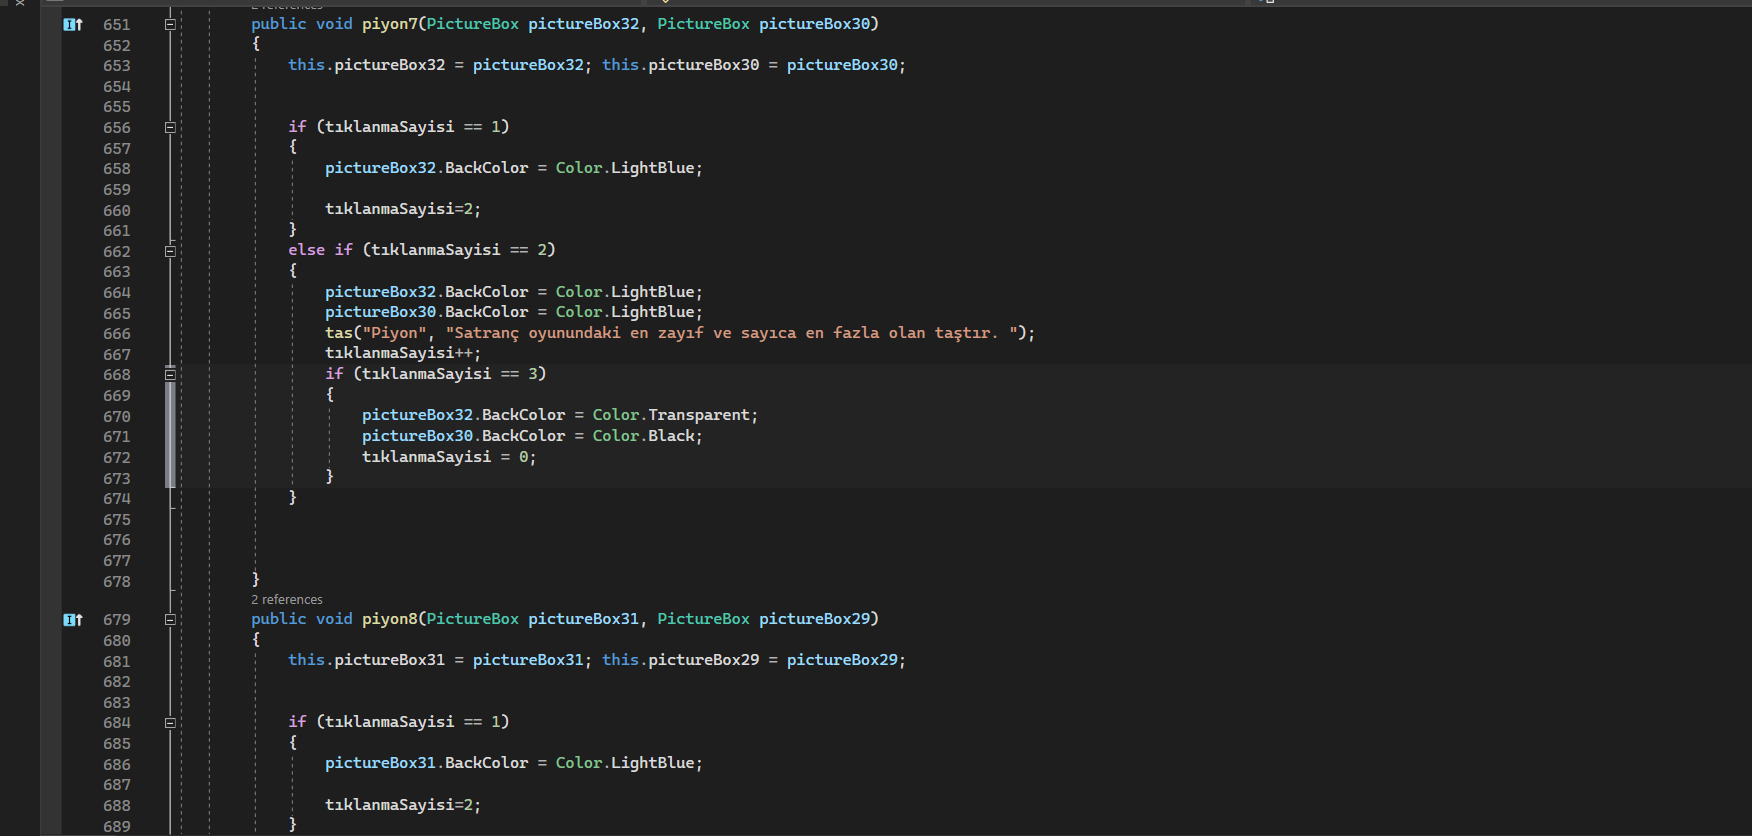 2 references
651 public void piyon7(PictureBox pictureBox32, PictureBox pictureBox30)
652 {
653 this.pictureBox32 = pictureBox32; this.pictureBox30 = pictureBox30;
654
655
656 if (tıklanmaSayisi == 1)
657 {
658 pictureBox32.BackColor = Color.LightBlue;
659
660 tıklanmaSayisi=2;
661 }
662 else if (tıklanmaSayisi == 2)
663 {
664 pictureBox32.BackColor = Color.LightBlue;
665 pictureBox30.BackColor = Color.LightBlue;
666 tas("Piyon", "Satranç oyunundaki en zayıf ve sayıca en fazla olan taştır. ");
667 tıklanmaSayisi++;
668 if (tıklanmaSayisi == 3)
669 {
670 pictureBox32.BackColor = Color.Transparent;
671 pictureBox30.BackColor = Color.Black;
672 tıklanmaSayisi = 0;
673 }
674 }
675
676
677
678 }
2 references
679 public void piyon8(PictureBox pictureBox31, PictureBox pictureBox29)
680 {
681 this.pictureBox31 = pictureBox31; this.pictureBox29 = pictureBox29;
682
683
684 if (tıklanmaSayisi == 1)
685 {
686 pictureBox31.BackColor = Color.LightBlue;
687
688 tıklanmaSayisi=2;
689 }